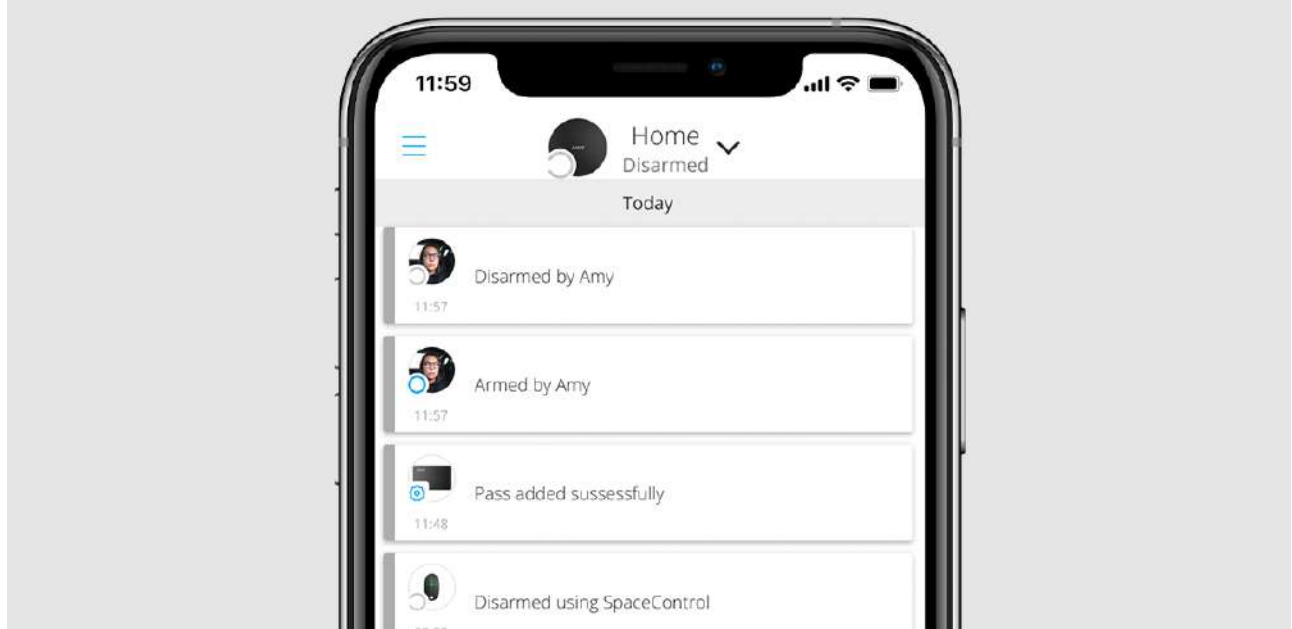 11:59
Home
Disarmed
Today
Disarmed by Amy
11:57
Armed by Amy
11:57
Pass added sussessfully
11:48
Disarmed using SpaceControl